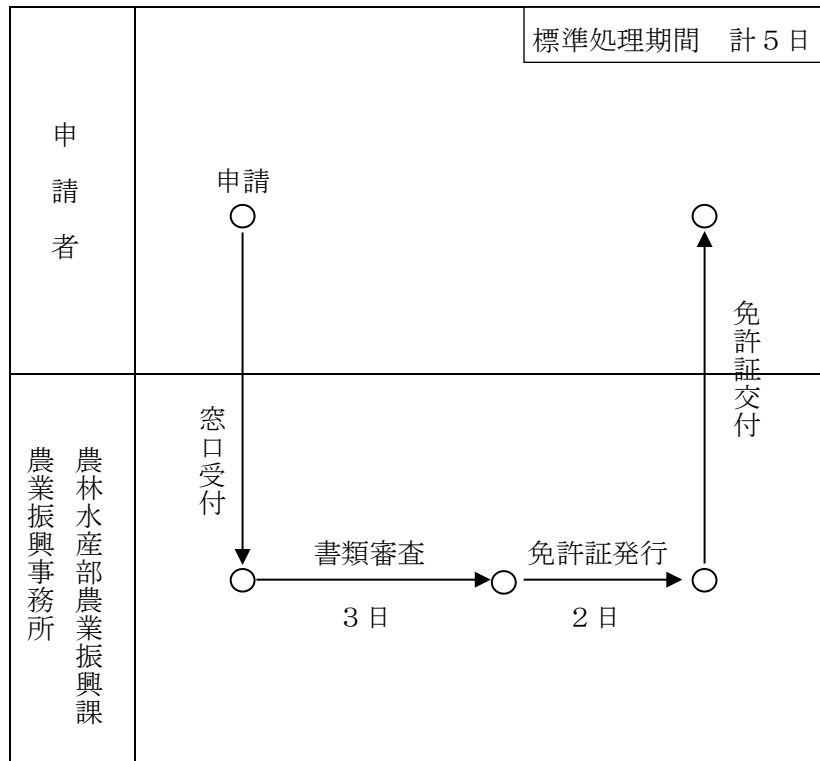 標準処理期間　計５日
申請者
申請
免許証交付
窓口受付
農林水産部農業振興課
農業振興事務所
書類審査
免許証発行
３日
２日